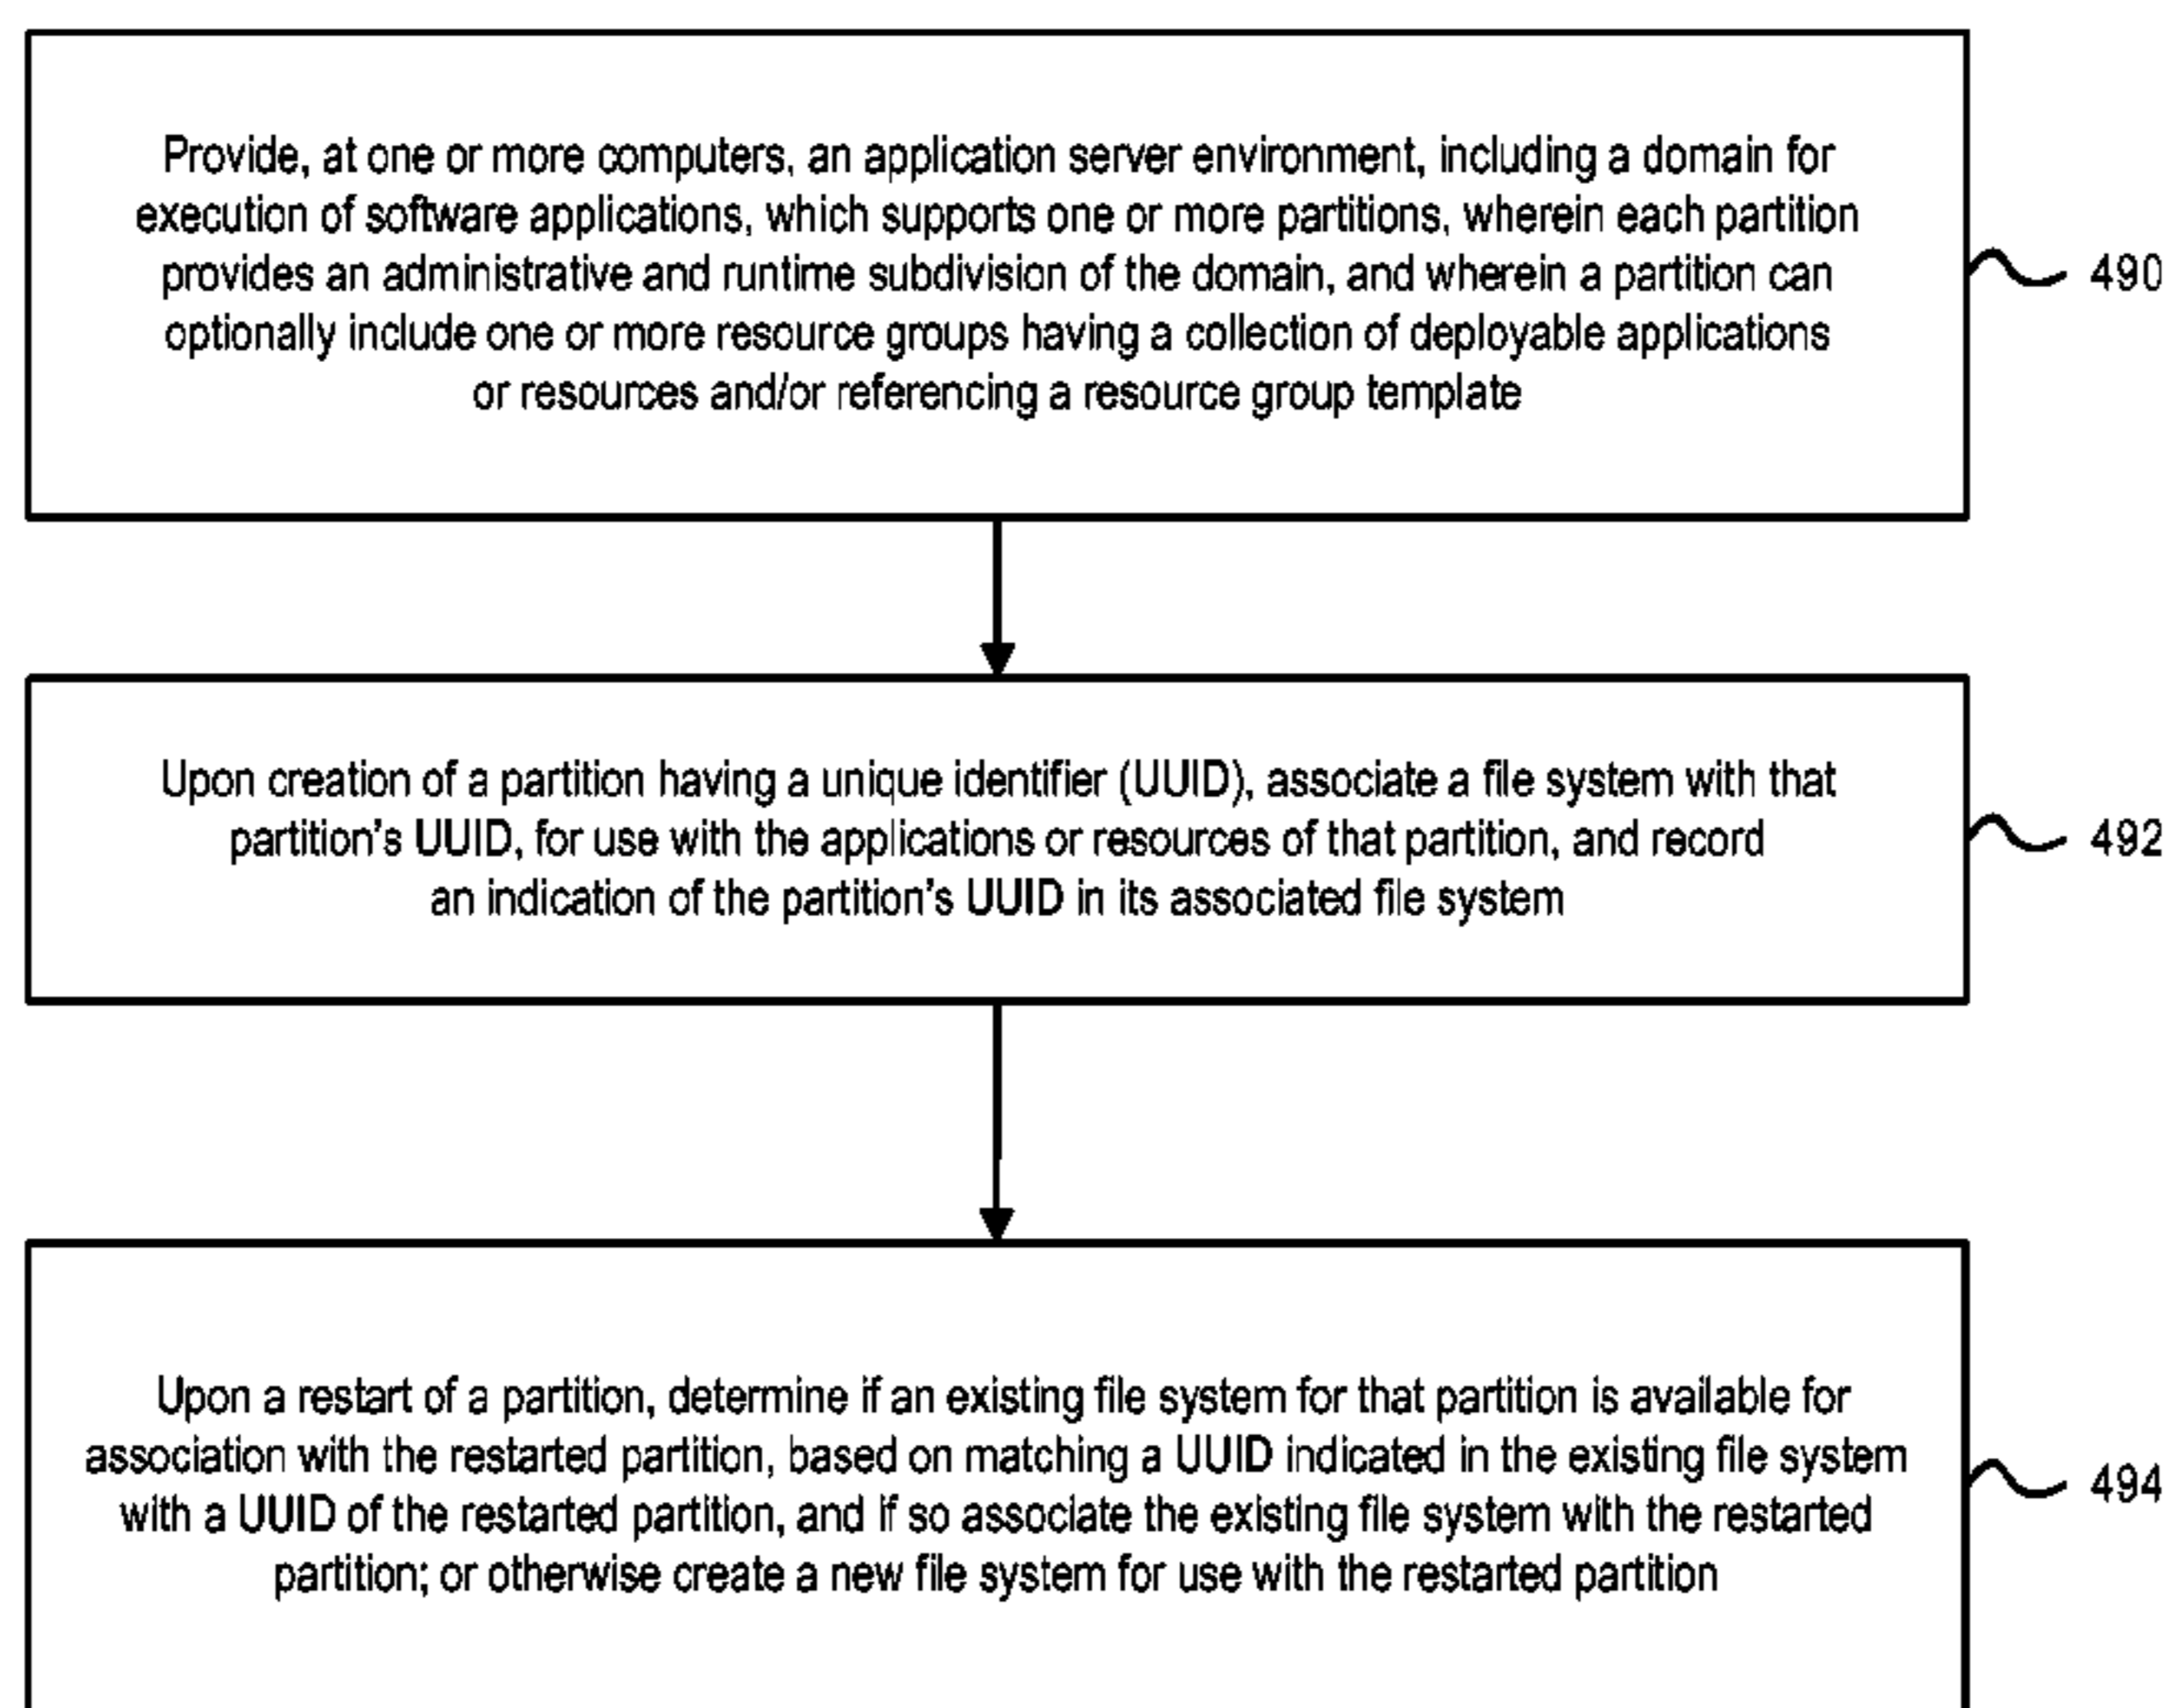 Provide, at one or more computers, an application server environment, including a domain for
execution of software applications, which supports one or more partitions, wherein each partition
provides an administrative and runtime subdivision of the domain, and wherein a partition can
optionally include one or more resource groups having a collection of deployable applications
or resources and/or referencing a resource group template
490
Upon creation of a partition having a unique identifier (UUID), associate a file system with that
partition's UUID, for use with the applications or resources of that partition, and record
an indication of the partition's UUID in its associated file system
492
Upon a restart of a partition, determine if an existing file system for that partition is available for
association with the restarted partition, based on matching a UUID indicated in the existing file system
with a UUID of the restarted partition, and if so associate the existing file system with the restarted
partition; or otherwise create a new file system for use with the restarted partition
494